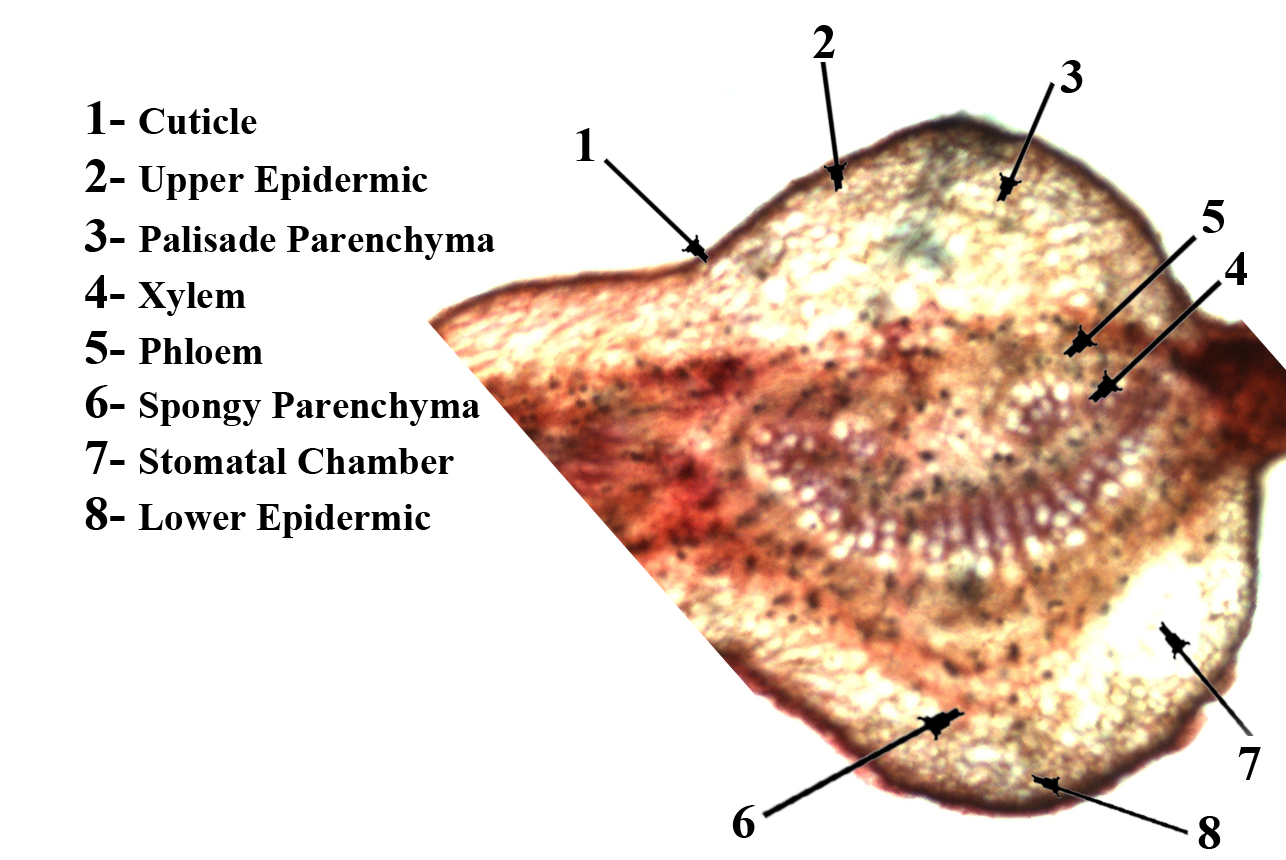 2
3
1
1- Cuticle
2- Upper Epidermic
3- Palisade Parenchyma
5
4
4- Xylem
5- Phloem
6- Spongy Parenchyma
7- Stomatal Chamber
8- Lower Epidermic
7
6
8